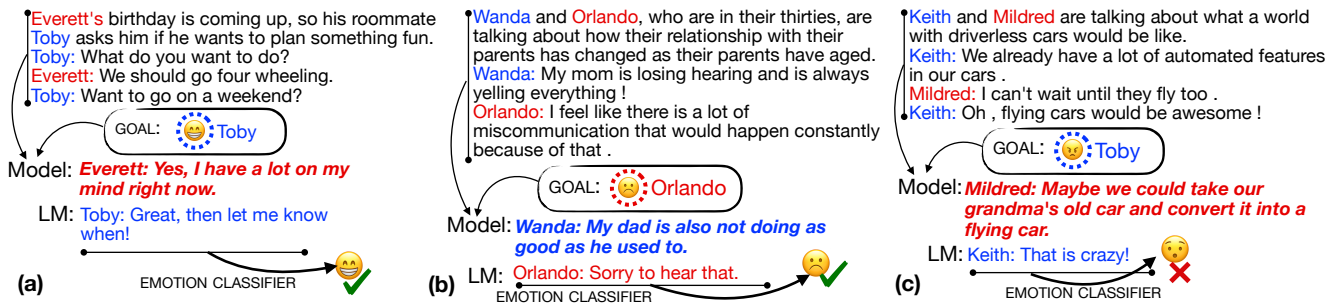 Everett's birthday is coming up, so his roommate
Toby asks him if he wants to plan something fun.
Toby: What do you want to do?
Everett: We should go four wheeling.
Toby: Want to go on a weekend?
GOAL: Toby
Model: Everett: Yes, I have a lot on my
mind right now.
LM: Toby: Great, then let me know
when!
(a)
EMOTION CLASSIFIER
Wanda and Orlando, who are in their thirties, are
talking about how their relationship with their
parents has changed as their parents have aged.
Wanda: My mom is losing hearing and is always
yelling everything !
Orlando: I feel like there is a lot of
miscommunication that would happen constantly
because of that .
GOAL: Orlando
Model: Wanda: My dad is also not doing as
good as he used to.
LM: Orlando: Sorry to hear that.
(b)
EMOTION CLASSIFIER
Keith and Mildred are talking about what a world
with driverless cars would be like.
Keith: We already have a lot of automated features
in our cars .
Mildred: I can't wait until they fly too .
Keith: Oh , flying cars would be awesome !
GOAL: Toby
Model: Mildred: Maybe we could take our
grandma's old car and convert it into a
flying car.
LM: Keith: That is crazy!
(c)
EMOTION CLASSIFIER